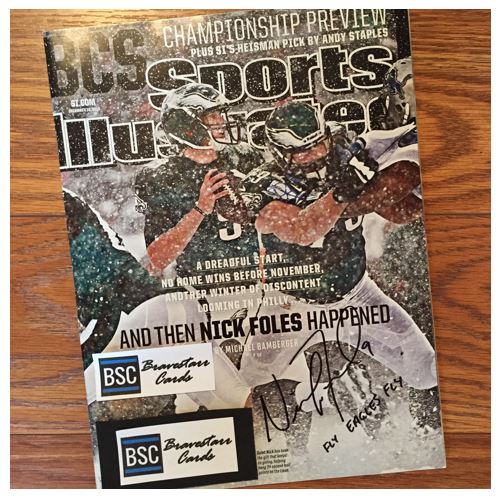 BCS CHAMPIONSHIP PREVIEW
PLUS SI'S HEISMAN PICK BY ANDY STAPLES
Sports
Illustrated
SI.COM
A DREADFUL START,
NO HOME WINS BEFORE NOVEMBER,
ANOTHER WINTER OF DISCONTENT
LOOMING IN PHILLY...
AND THEN NICK FOLES HAPPENED
BY MICHAEL BAMBERGER
9
FLY EAGLES FLY
BSC
Bravestarr
Cards
BSC
Bravestarr
Cards